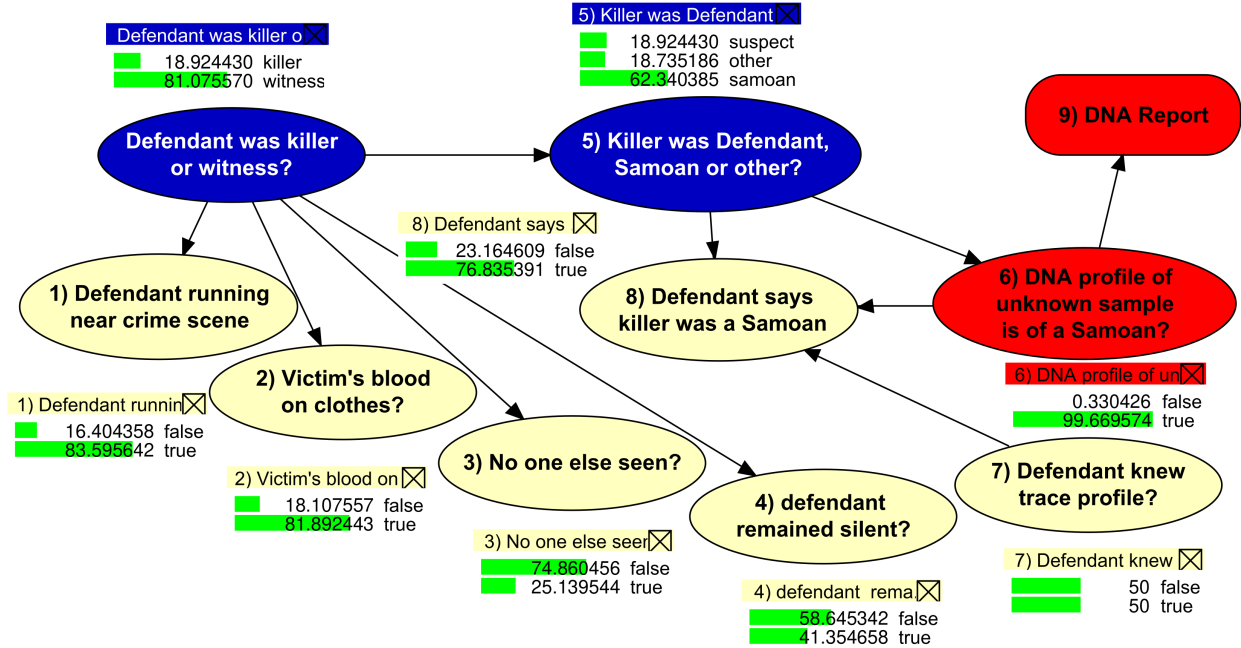 Defendant was killer o
18.924430 killer
81.075570 witness
5) Killer was Defendant
18.924430 suspect
18.735186 other
62.340385 samoan
Defendant was killer
or witness?
5) Killer was Defendant,
Samoan or other?
9) DNA Report
8) Defendant says
23.164609 false
76.835391 true
1) Defendant running
near crime scene
8) Defendant says
killer was a Samoan
6) DNA profile of
unknown sample
is of a Samoan?
6) DNA profile of un
0.330426 false
99.669574 true
2) Victim's blood
on clothes?
1) Defendant runnin
16.404358 false
83.595642 true
3) No one else seen?
7) Defendant knew
trace profile?
2) Victim's blood on
18.107557 false
81.892443 true
4) defendant
remained silent?
3) No one else seen
74.860456 false
25.139544 true
7) Defendant knew
50 false
50 true
4) defendant rema.
58.645342 false
41.354658 true